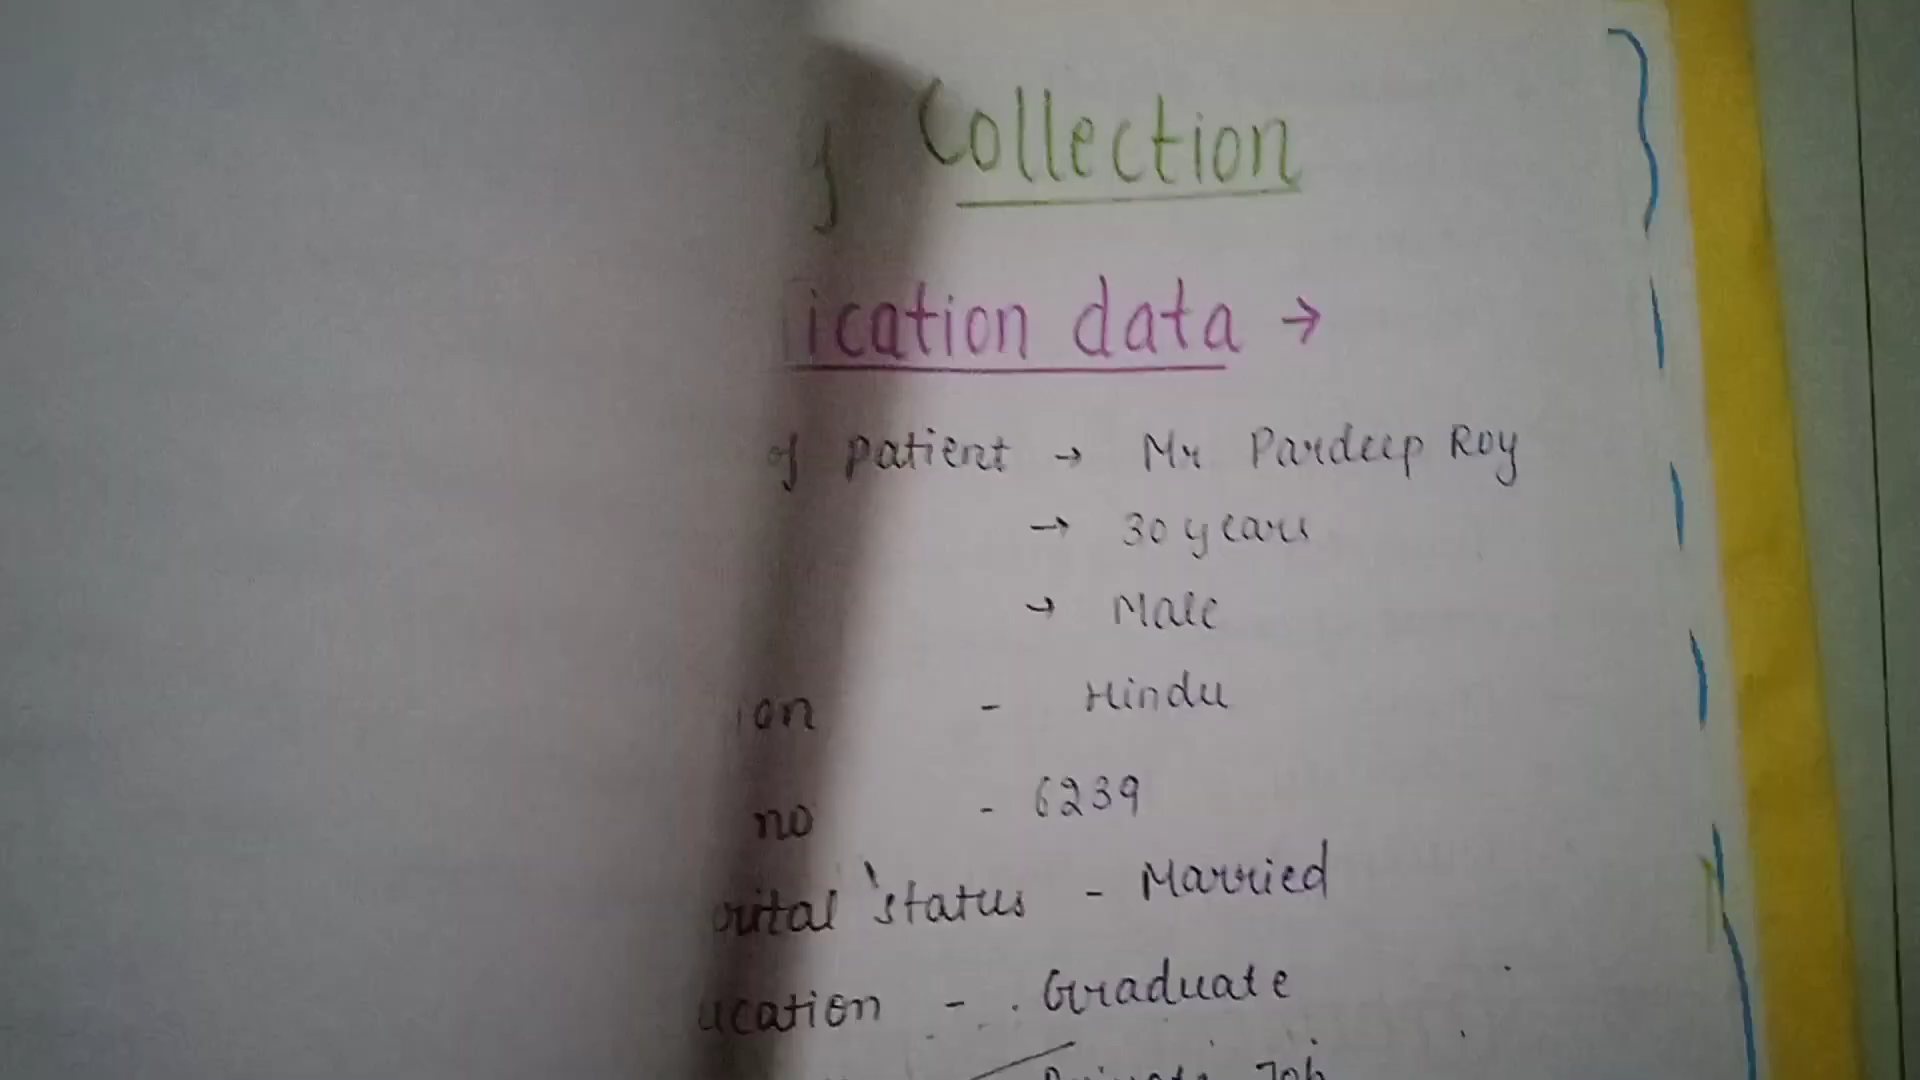 y Collection
ication data →
of patient → Mr Pardeep Roy
→ 30 years
→ Male
ion - Hindu
no - 6239
rital status - Married
ucation - Graduate
Job